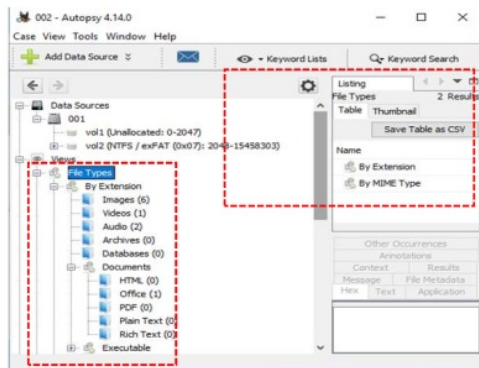 002 - Autopsy 4.14.0
Case View Tools Window Help
Add Data Source
Keyword Lists
Keyword Search
Data Sources
001
vol1 (Unallocated: 0-2047)
vol2 (NTFS / exFAT (0x07): 2048-15458303)
Views
File Types
By Extension
Images (6)
Videos (1)
Audio (2)
Archives (0)
Databases (0)
Documents
HTML (0)
Office (1)
PDF (0)
Plain Text (0)
Rich Text (0)
Executable
Listing
File Types 2 Results
Table Thumbnail
Save Table as CSV
Name
By Extension
By MIME Type
Other Occurrences
Annotations
Context Results
Message File Metadata
Hex Text Application